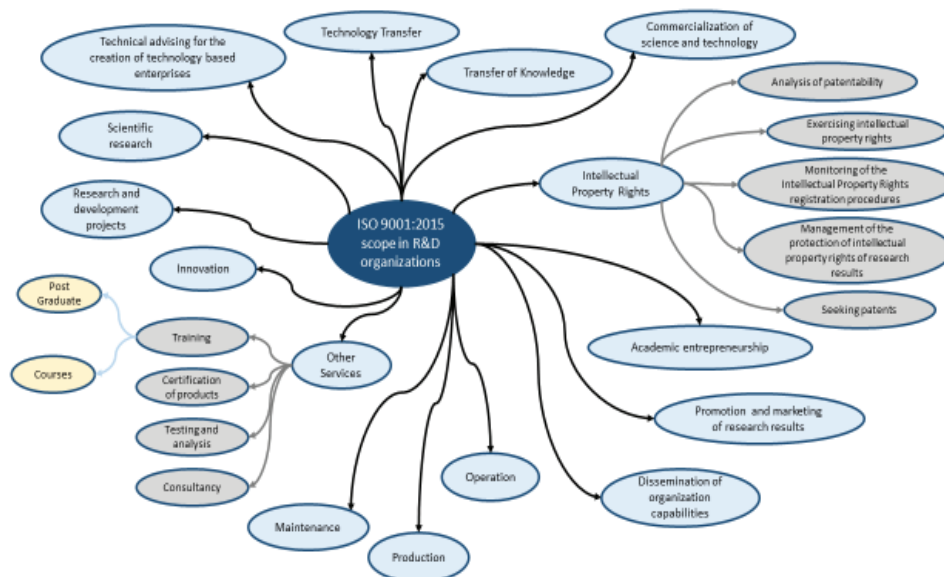 Technical advising for the
creation of technology based
enterprises
Technology Transfer
Transfer of Knowledge
Commercialization of
science and technology
Analysis of patentability
Exercising intellectual
property rights
Monitoring of the
Intellectual Property Rights
registration procedures
Management of the
protection of intellectual
property rights of research
results
Seeking patents
Intellectual
Property Rights
Scientific
research
Research and
development
projects
ISO 9001:2015
scope in R&D
organizations
Innovation
Post
Graduate
Courses
Training
Certification
of products
Testing and
analysis
Consultancy
Other
Services
Academic entrepreneurship
Promotion and marketing
of research results
Dissemination of
organization
capabilities
Operation
Maintenance
Production